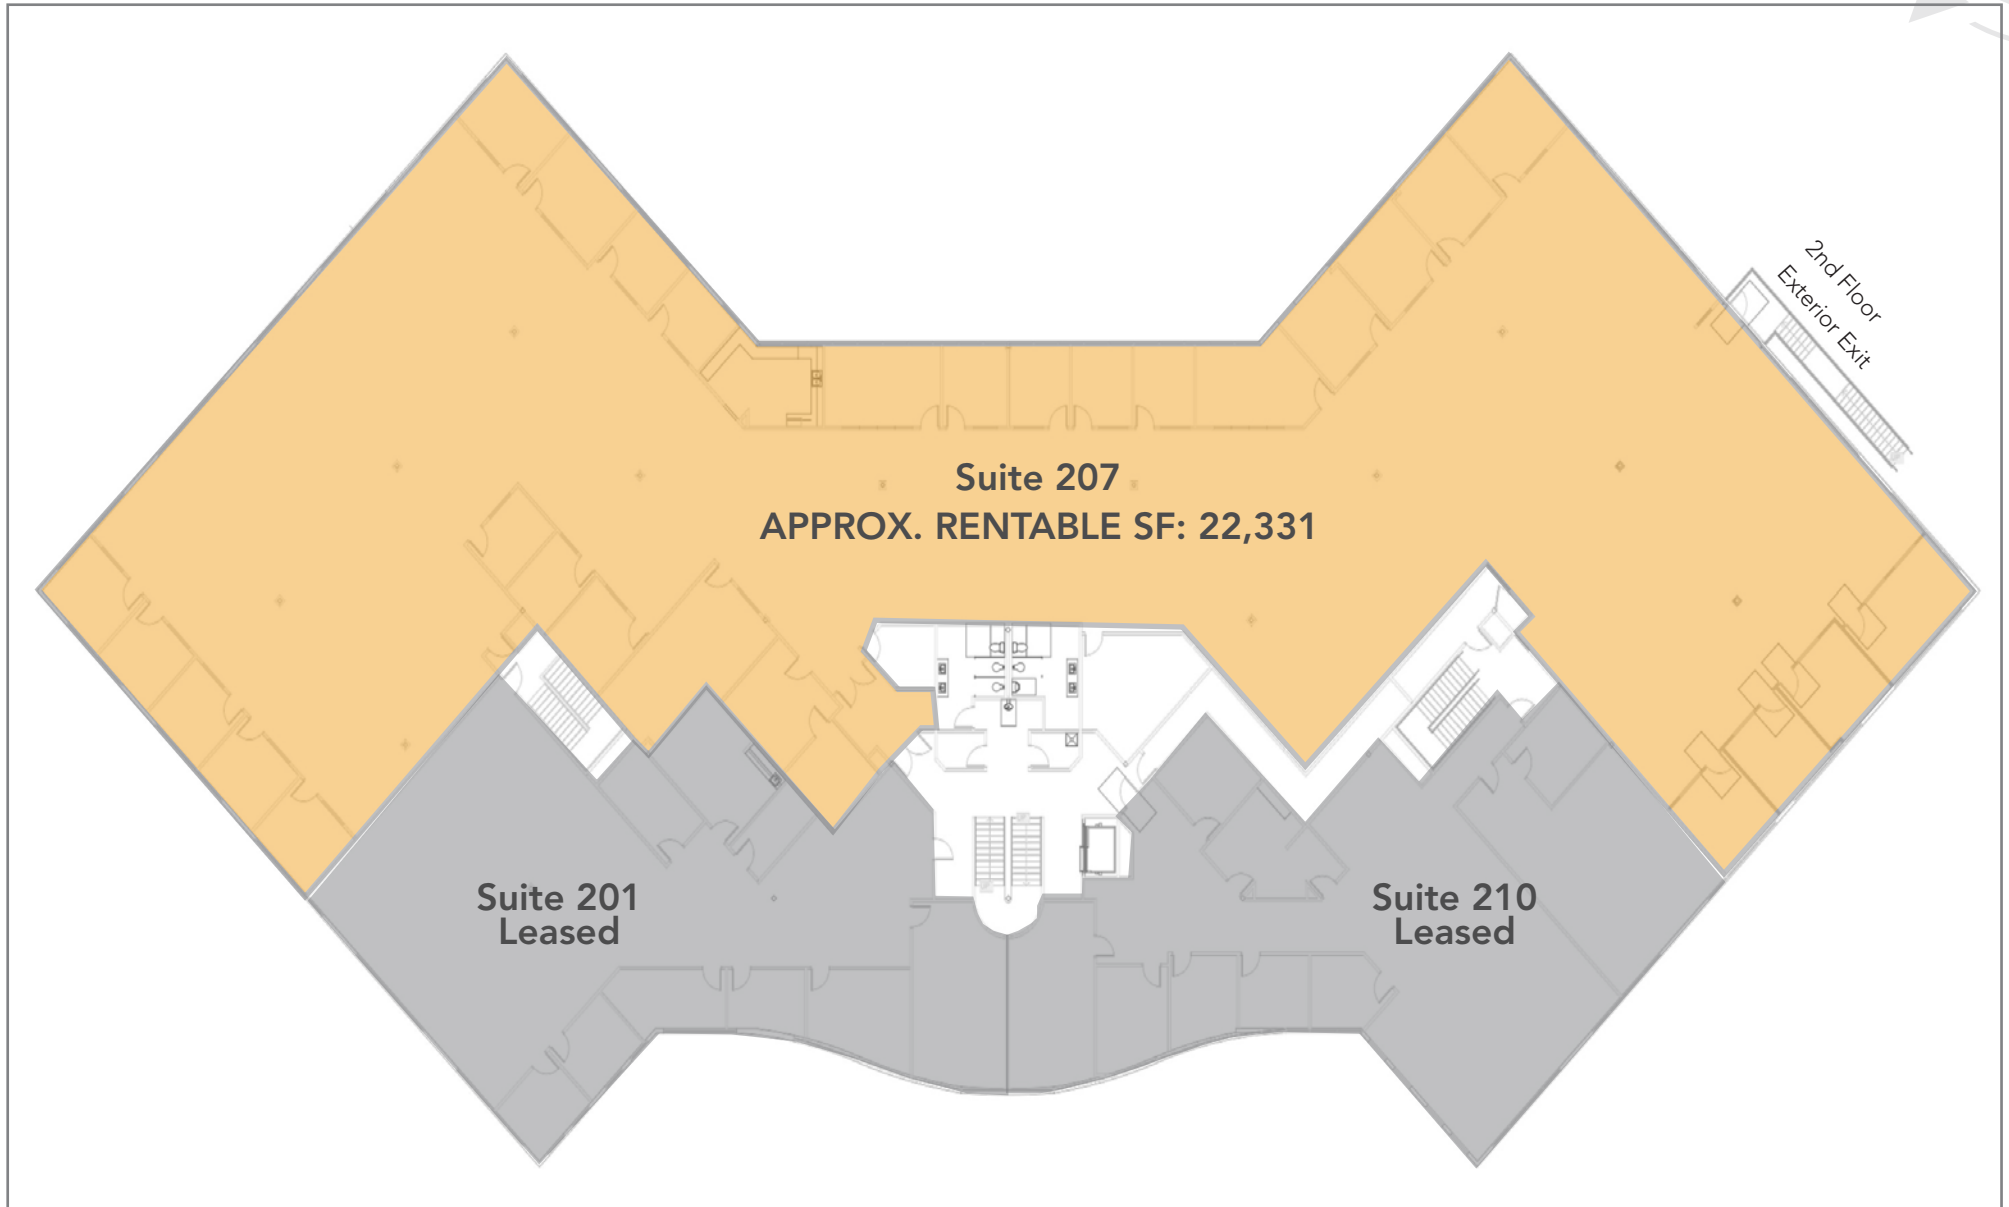 2nd Floor
Exterior Exit
Suite 207
APPROX. RENTABLE SF: 22,331
Suite 201
Leased
Suite 210
Leased